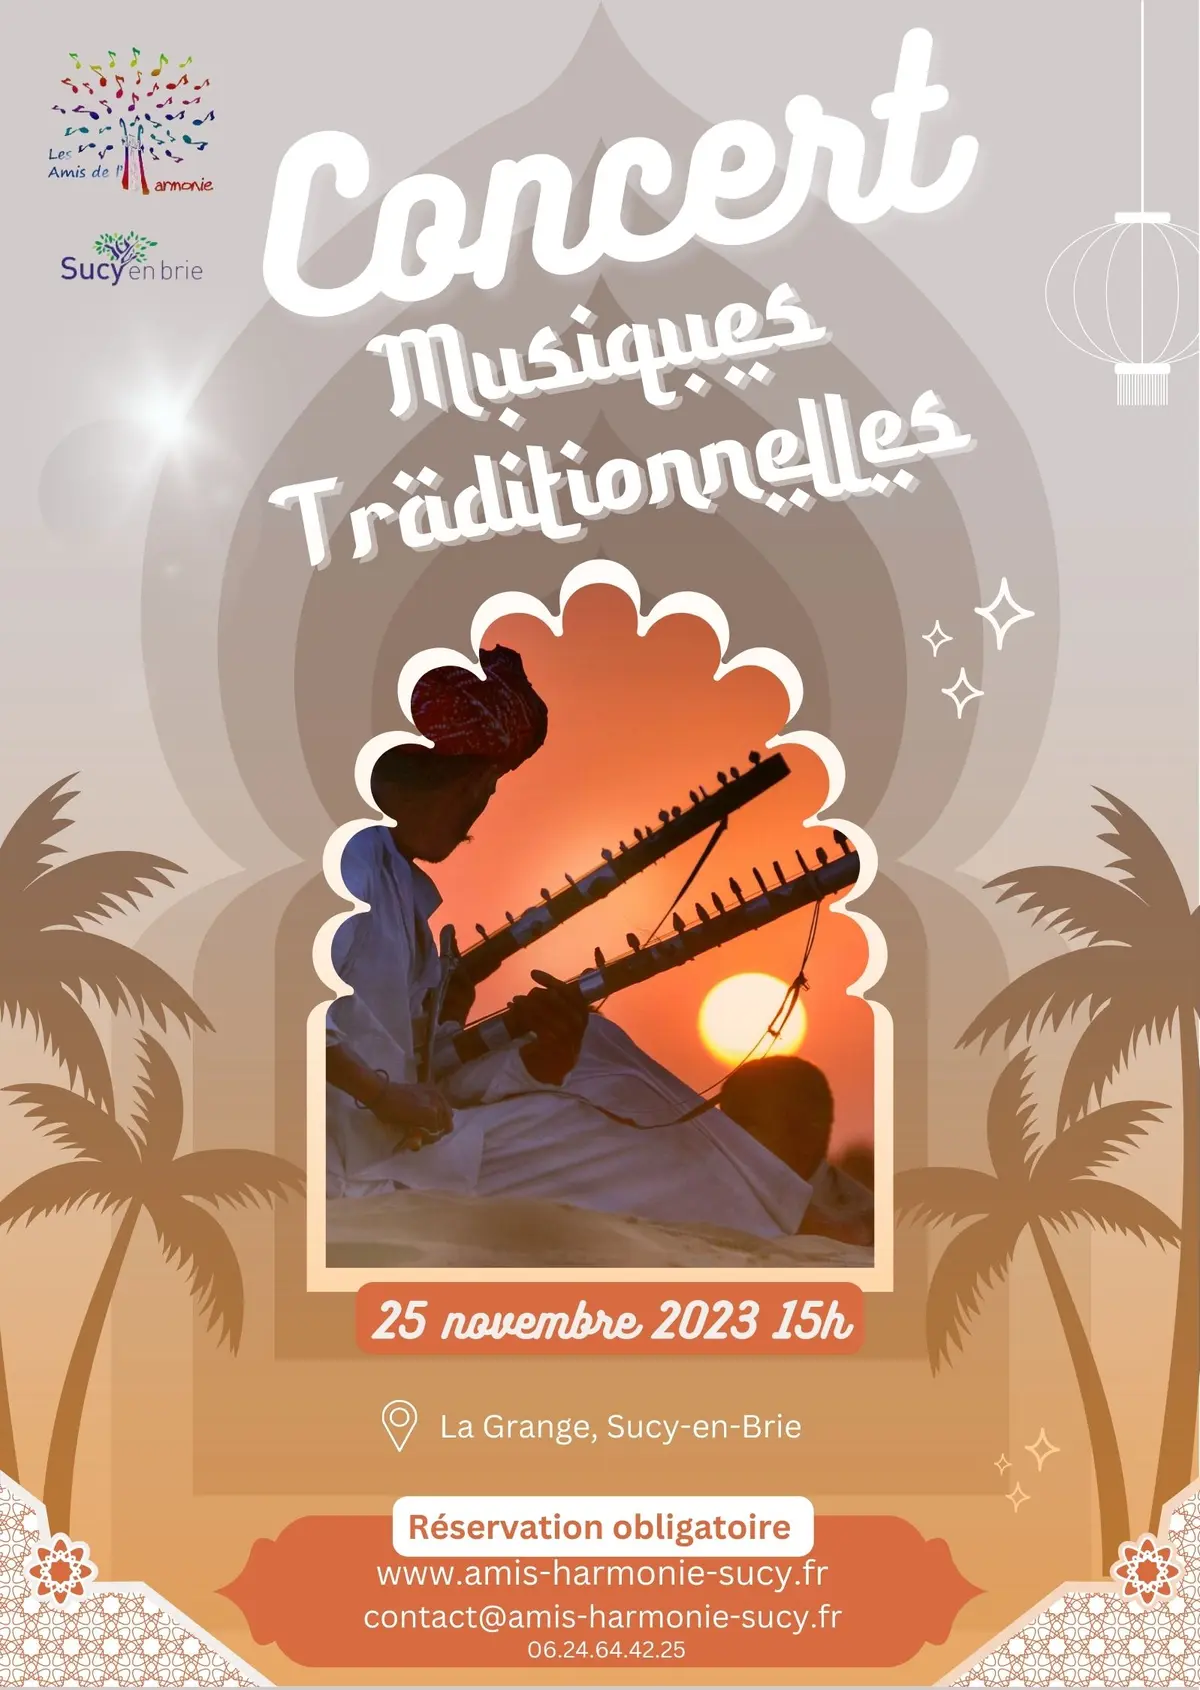 Les
Amis de l'Harmonie
Sucy en brie
Concert
Musiques
Traditionnelles
25 novembre 2023 15h
La Grange, Sucy-en-Brie
Réservation obligatoire
www.amis-harmonie-sucy.fr
contact@amis-harmonie-sucy.fr
06.24.64.42.25